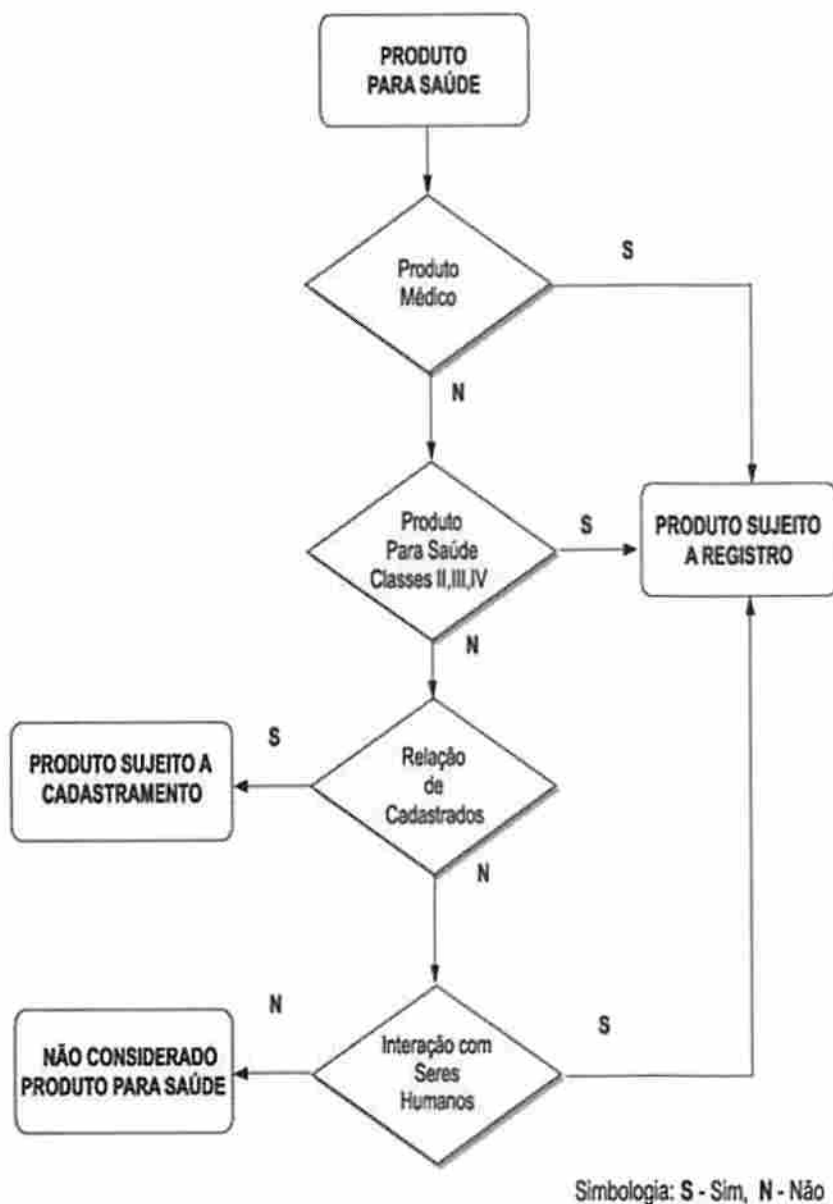 PRODUTO
PARA SAÚDE
Produto
Médico
S
N
Produto
Para Saúde
Classes II,III,IV
S
PRODUTO SUJEITO
A REGISTRO
N
Relação
de
Cadastrados
S
PRODUTO SUJEITO A
CADASTRAMENTO
N
Interação com
Seres
Humanos
N
S
NÃO CONSIDERADO
PRODUTO PARA SAÚDE
Simbologia: S - Sim, N - Não